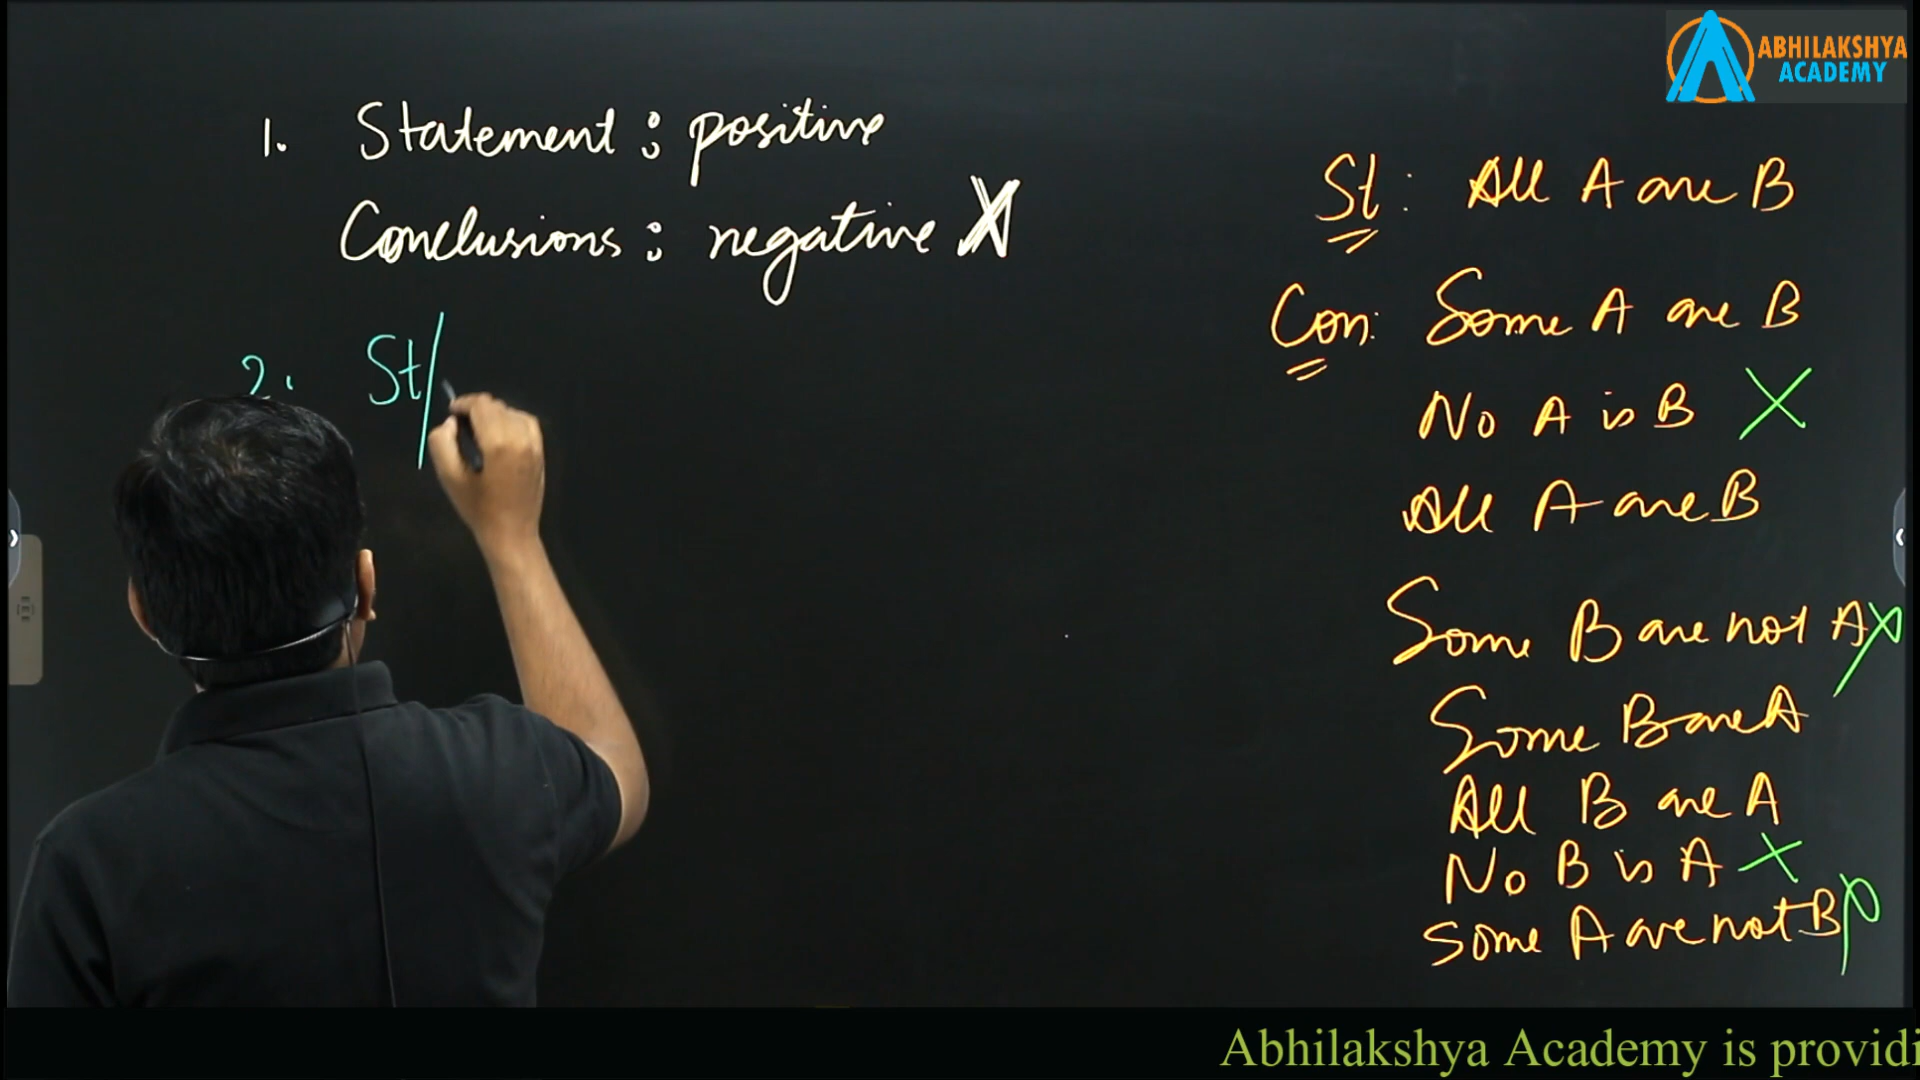 ABHILAKSHYA
ACADEMY
1. Statement : positive
Conclusions : negative X
2. St/
St : All A are B
Con: Some A are B
No A is B X
All A are B
Some B are not A X
Some B are A
All B are A
No B is A X
Some A are not B
Abhilakshya Academy is providi